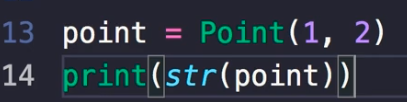 13 point = Point(1, 2)
14 print(str(point))